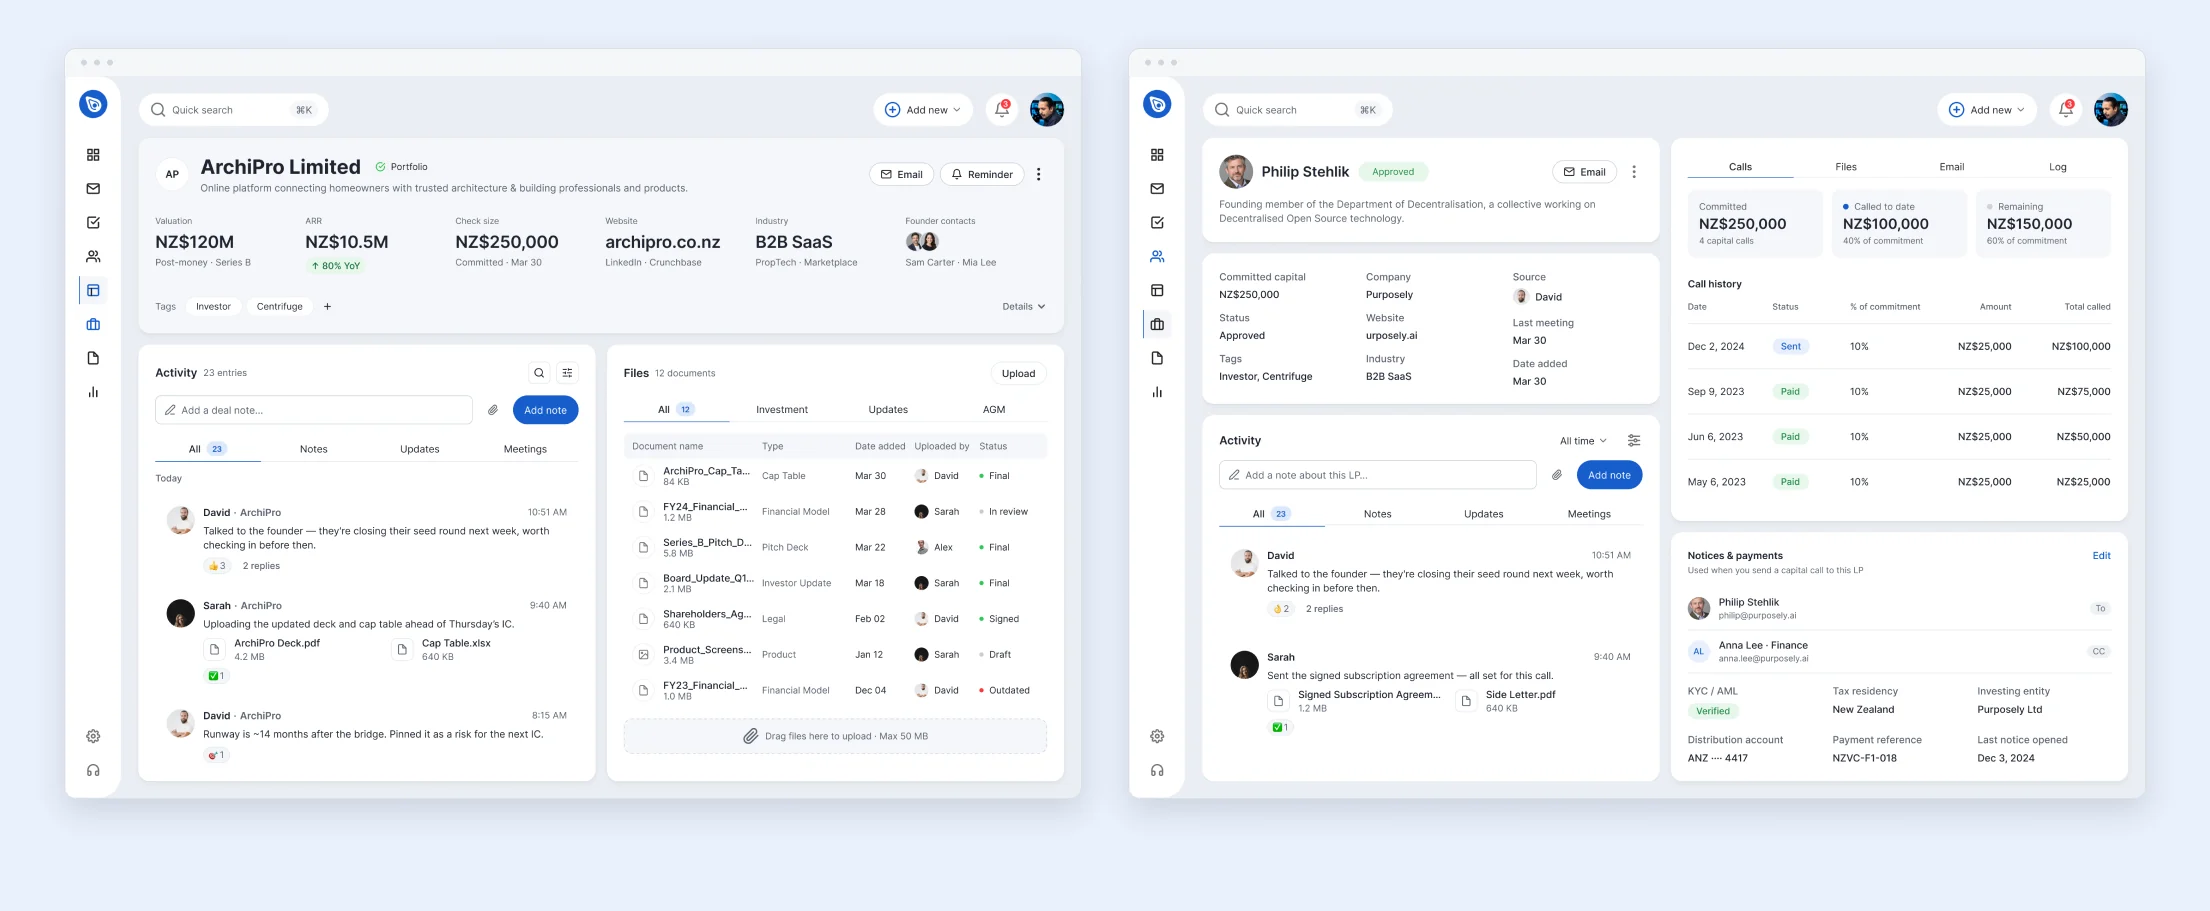 Quick search
⌘K
Add new
3
AP
ArchiPro Limited
Portfolio
Online platform connecting homeowners with trusted architecture & building professionals and products.
Email
Reminder
Valuation
NZ$120M
Post-money · Series B
ARR
NZ$10.5M
↑ 80% YoY
Check size
NZ$250,000
Committed · Mar 30
Website
archipro.co.nz
LinkedIn · Crunchbase
Industry
B2B SaaS
PropTech · Marketplace
Founder contacts
Sam Carter · Mia Lee
Tags
Investor
Centrifuge
+
Details
Activity 23 entries
Add a deal note...
Add note
All 23
Notes
Updates
Meetings
Today
David · ArchiPro
10:51 AM
Talked to the founder — they're closing their seed round next week, worth
checking in before then.
👍 3
2 replies
Sarah · ArchiPro
9:40 AM
Uploading the updated deck and cap table ahead of Thursday's IC.
ArchiPro Deck.pdf
4.2 MB
Cap Table.xlsx
640 KB
✅ 1
David · ArchiPro
8:15 AM
Runway is ~14 months after the bridge. Pinned it as a risk for the next IC.
🎯 1
Files 12 documents
Upload
All 12
Investment
Updates
AGM
Document name Type Date added Uploaded by Status
ArchiPro_Cap_Ta... Cap Table Mar 30 David Final
84 KB
FY24_Financial_... Financial Model Mar 28 Sarah In review
1.2 MB
Series_B_Pitch_D... Pitch Deck Mar 22 Alex Final
5.8 MB
Board_Update_Q1... Investor Update Mar 18 Sarah Final
2.1 MB
Shareholders_Ag... Legal Feb 02 David Signed
640 KB
Product_Screens... Product Jan 12 Sarah Draft
3.4 MB
FY23_Financial_... Financial Model Dec 04 David Outdated
1.0 MB
Drag files here to upload · Max 50 MB
Quick search
⌘K
Add new
3
Philip Stehlik
Approved
Email
Founding member of the Department of Decentralisation, a collective working on
Decentralised Open Source technology.
Committed capital
NZ$250,000
Company
Purposely
Source
David
Status
Approved
Website
urposely.ai
Last meeting
Mar 30
Tags
Investor, Centrifuge
Industry
B2B SaaS
Date added
Mar 30
Activity
All time
Add a note about this LP...
Add note
All 23
Notes
Updates
Meetings
David
10:51 AM
Talked to the founder — they're closing their seed round next week, worth
checking in before then.
👌 2
2 replies
Sarah
9:40 AM
Sent the signed subscription agreement — all set for this call.
Signed Subscription Agreem...
1.2 MB
Side Letter.pdf
640 KB
✅ 1
Calls
Files
Email
Log
Committed
NZ$250,000
4 capital calls
Called to date
NZ$100,000
40% of commitment
Remaining
NZ$150,000
60% of commitment
Call history
Date Status % of commitment Amount Total called
Dec 2, 2024 Sent 10% NZ$25,000 NZ$100,000
Sep 9, 2023 Paid 10% NZ$25,000 NZ$75,000
Jun 6, 2023 Paid 10% NZ$25,000 NZ$50,000
May 6, 2023 Paid 10% NZ$25,000 NZ$25,000
Notices & payments
Edit
Used when you send a capital call to this LP
Philip Stehlik
philip@purposely.ai
To
AL
Anna Lee · Finance
anna.lee@purposely.ai
CC
KYC / AML
Verified
Tax residency
New Zealand
Investing entity
Purposely Ltd
Distribution account
ANZ ···· 4417
Payment reference
NZVC-F1-018
Last notice opened
Dec 3, 2024